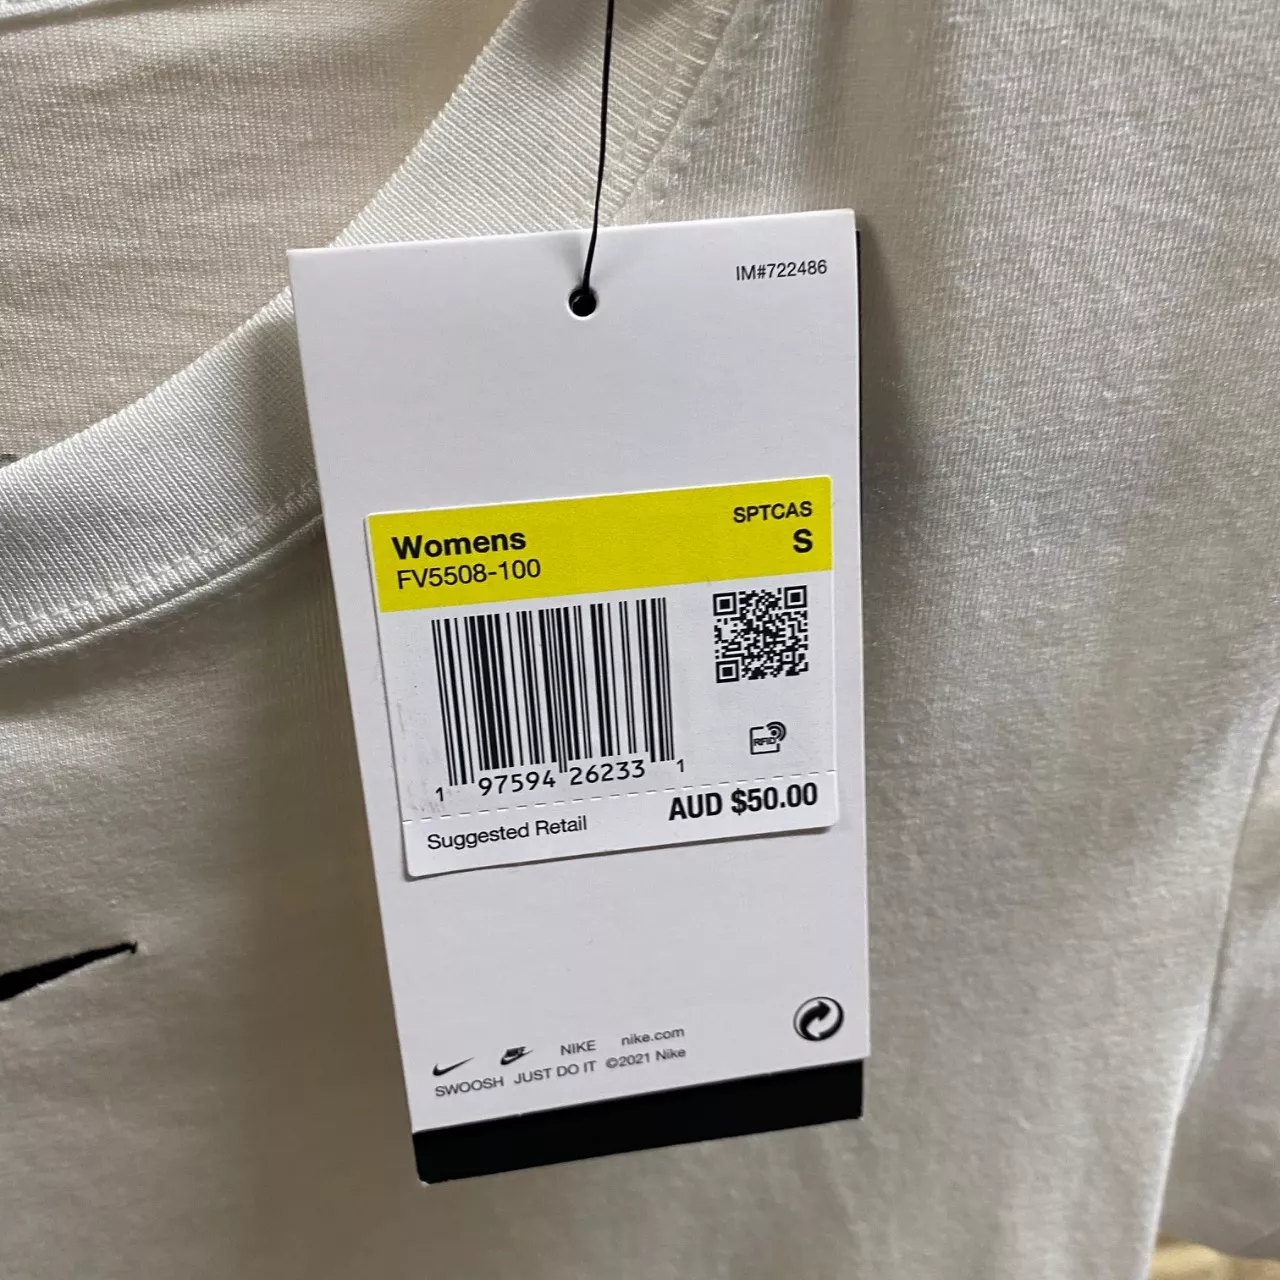 IM#722486
Womens
SPTCAS
FV5508-100
S
RFID
1 97594 26233 1
Suggested Retail
AUD $50.00
NIKE nike.com
SWOOSH JUST DO IT ©2021 Nike